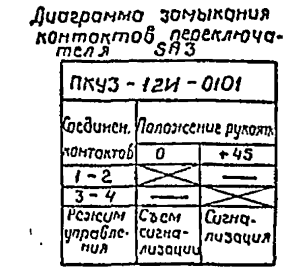 Диаграмма замыкания
контактов переключа-
теля SA3
ПКУ3-12И-0101
Соединен. Положение рукоят.
контактов 0 +45
1-2
3-4
Режим Съем Сигна-
управле- сигна- лизация
ния лизации